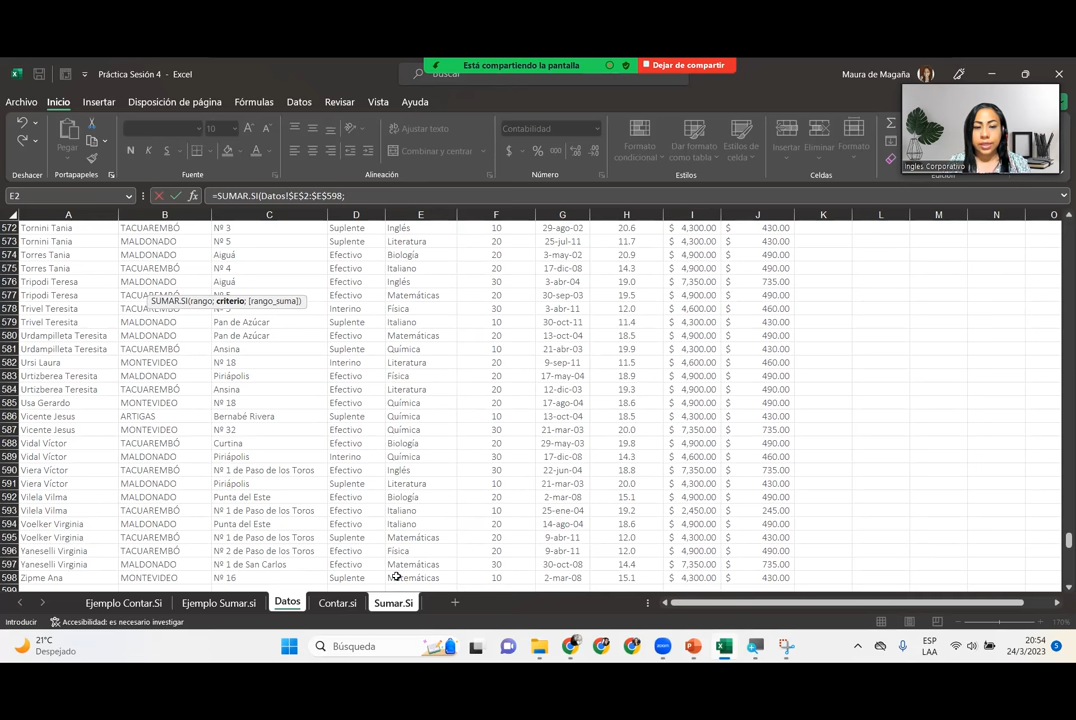 Está compartiendo la pantalla
Dejar de compartir
Práctica Sesión 4 - Excel
Maura de Magaña
Archivo Inicio Insertar Disposición de página Fórmulas Datos Revisar Vista Ayuda
Deshacer
Pegar
Portapapeles
10
N K S
Fuente
Ajustar texto
Combinar y centrar
Alineación
Contabilidad
$ % 000
Número
Formato condicional
Dar formato como tabla
Estilos de celda
Estilos
Insertar Eliminar Formato
Celdas
Ingles Corporativo
E2 =SUMAR.SI(Datos!$E$2:$E$598;
A B C D E F G H I J K L M N O
572 Tornini Tania TACUAREMBÓ Nº 3 Suplente Inglés 10 29-ago-02 20.6 $ 4,300.00 $ 430.00
573 Tornini Tania MALDONADO Nº 5 Suplente Literatura 20 25-jul-11 11.7 $ 4,300.00 $ 430.00
574 Torres Tania MALDONADO Aiguá Efectivo Biología 20 3-may-02 20.9 $ 4,900.00 $ 490.00
575 Torres Tania TACUAREMBÓ Nº 4 Efectivo Italiano 20 17-dic-08 14.3 $ 4,900.00 $ 490.00
576 Tripodi Teresa MALDONADO Aiguá Efectivo Inglés 30 3-abr-04 19.0 $ 7,350.00 $ 735.00
577 Tripodi Teresa Efectivo Matemáticas 20 30-sep-03 19.5 $ 4,900.00 $ 490.00
SUMAR.SI(rango; criterio; [rango_suma])
578 Trivel Teresita Interino Física 30 3-abr-11 12.0 $ 4,600.00 $ 460.00
579 Trivel Teresita MALDONADO Pan de Azúcar Suplente Italiano 10 30-oct-11 11.4 $ 4,300.00 $ 430.00
580 Urdampilleta Teresita MALDONADO Pan de Azúcar Efectivo Matemáticas 20 13-oct-04 18.5 $ 4,900.00 $ 490.00
581 Urdampilleta Teresita TACUAREMBÓ Ansina Suplente Química 10 21-abr-03 19.9 $ 4,300.00 $ 430.00
582 Ursi Laura MONTEVIDEO Nº 18 Interino Literatura 10 9-sep-11 11.5 $ 4,600.00 $ 460.00
583 Urtizberea Teresita MALDONADO Piriápolis Efectivo Física 20 17-may-04 18.9 $ 4,900.00 $ 490.00
584 Urtizberea Teresita TACUAREMBÓ Ansina Efectivo Literatura 20 12-dic-03 19.3 $ 4,900.00 $ 490.00
585 Usa Gerardo MONTEVIDEO Nº 18 Efectivo Química 20 17-ago-04 18.6 $ 4,900.00 $ 490.00
586 Vicente Jesus ARTIGAS Bernabé Rivera Suplente Química 10 13-oct-04 18.5 $ 4,300.00 $ 430.00
587 Vicente Jesus MONTEVIDEO Nº 32 Efectivo Química 30 21-mar-03 20.0 $ 7,350.00 $ 735.00
588 Vidal Víctor TACUAREMBÓ Curtina Efectivo Biología 20 29-may-03 19.8 $ 4,900.00 $ 490.00
589 Vidal Víctor MALDONADO Piriápolis Interino Química 30 17-dic-08 14.3 $ 4,600.00 $ 460.00
590 Viera Víctor TACUAREMBÓ Nº 1 de Paso de los Toros Efectivo Inglés 30 22-jun-04 18.8 $ 7,350.00 $ 735.00
591 Viera Víctor MALDONADO Piriápolis Suplente Literatura 10 21-mar-03 20.0 $ 4,300.00 $ 430.00
592 Vilela Vilma MALDONADO Punta del Este Efectivo Biología 20 2-mar-08 15.1 $ 4,900.00 $ 490.00
593 Vilela Vilma TACUAREMBÓ Nº 1 de Paso de los Toros Efectivo Italiano 10 25-ene-04 19.2 $ 2,450.00 $ 245.00
594 Voelker Virginia MALDONADO Punta del Este Efectivo Italiano 20 14-ago-04 18.6 $ 4,900.00 $ 490.00
595 Voelker Virginia TACUAREMBÓ Nº 1 de Paso de los Toros Suplente Matemáticas 10 9-abr-11 12.0 $ 4,300.00 $ 430.00
596 Yaneselli Virginia TACUAREMBÓ Nº 2 de Paso de los Toros Efectivo Física 20 9-abr-11 12.0 $ 4,900.00 $ 490.00
597 Yaneselli Virginia MALDONADO Nº 1 de San Carlos Efectivo Matemáticas 30 30-oct-08 14.4 $ 7,350.00 $ 735.00
598 Zipme Ana MONTEVIDEO Nº 16 Suplente Matemáticas 10 2-mar-08 15.1 $ 4,300.00 $ 430.00
Ejemplo Contar.Si Ejemplo Sumar.si Datos Contar.si Sumar.Si
Introducir Accesibilidad: es necesario investigar 170%
21°C
Despejado
Búsqueda
ESP
LAA
20:54
24/3/2023
5